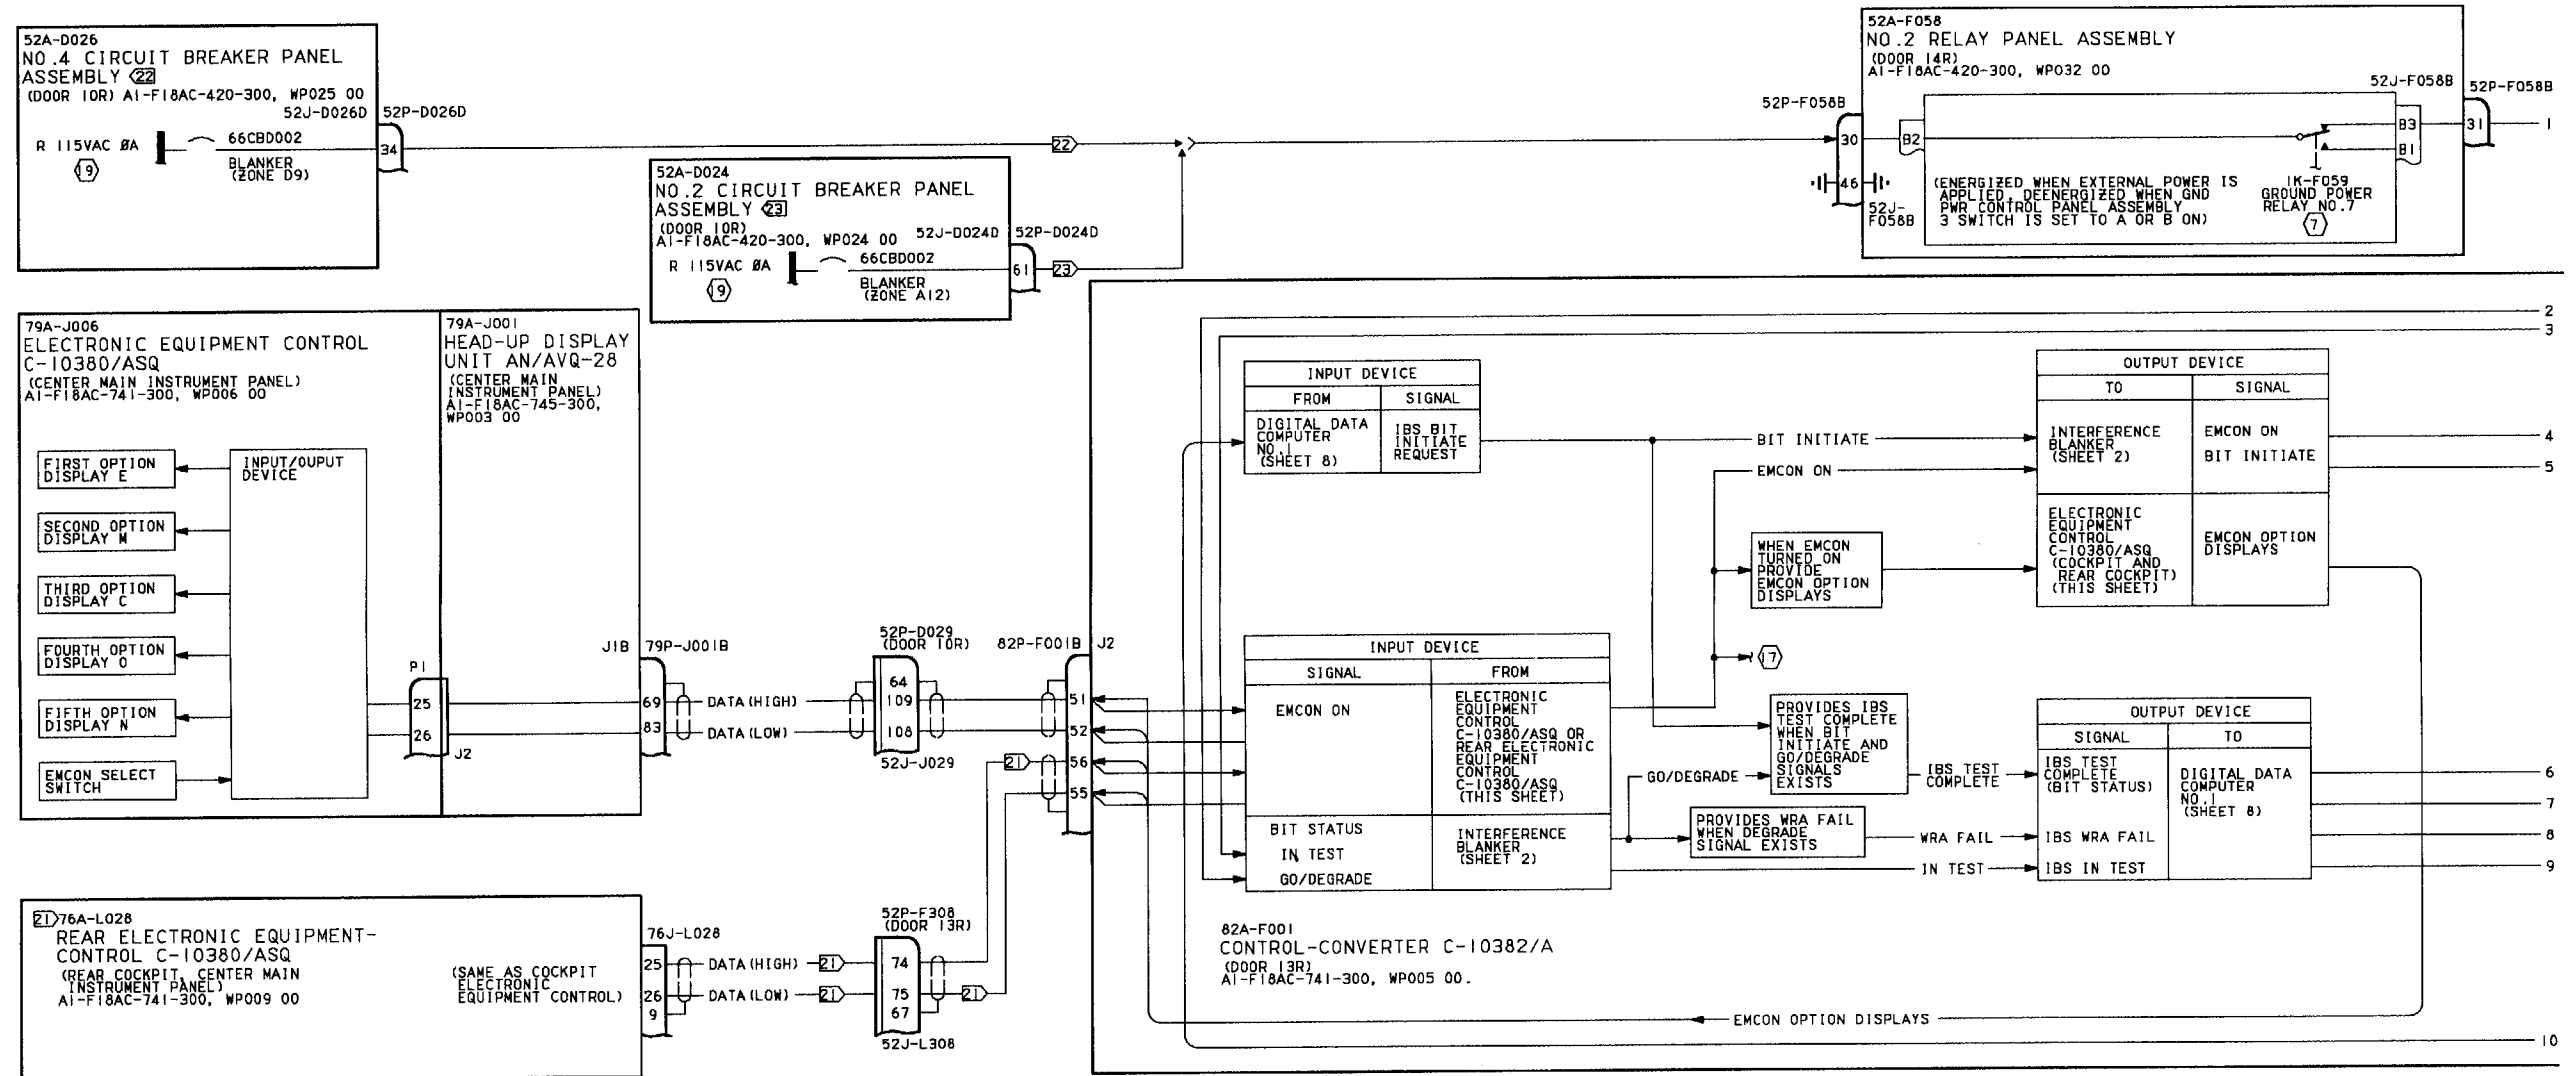 52A-D026
NO.4 CIRCUIT BREAKER PANEL
ASSEMBLY 22
(DOOR 10R) A1-F18AC-420-300, WP025 00
52J-D026D
52P-D026D
R 115VAC ØA
19
66CBD002
BLANKER
(ZONE D9)
34
22
52A-D024
NO.2 CIRCUIT BREAKER PANEL
ASSEMBLY 23
(DOOR 10R)
A1-F18AC-420-300, WP024 00
52J-D024D
52P-D024D
R 115VAC ØA
19
66CBD002
BLANKER
(ZONE A12)
61
23
52A-F058
NO.2 RELAY PANEL ASSEMBLY
(DOOR 14R)
A1-F18AC-420-300, WP032 00
52P-F058B
52J-F058B
52P-F058B
30
B2
B3
31
1
B1
46
52J-
F058B
(ENERGIZED WHEN EXTERNAL POWER IS
APPLIED, DEENERGIZED WHEN GND
PWR CONTROL PANEL ASSEMBLY
3 SWITCH IS SET TO A OR B ON)
1K-F059
GROUND POWER
RELAY NO.7
7
79A-J006
ELECTRONIC EQUIPMENT CONTROL
C-10380/ASQ
(CENTER MAIN INSTRUMENT PANEL)
A1-F18AC-741-300, WP006 00
79A-J001
HEAD-UP DISPLAY
UNIT AN/AVQ-28
(CENTER MAIN
INSTRUMENT PANEL)
A1-F18AC-745-300,
WP003 00
FIRST OPTION
DISPLAY E
SECOND OPTION
DISPLAY M
THIRD OPTION
DISPLAY C
FOURTH OPTION
DISPLAY O
FIFTH OPTION
DISPLAY N
EMCON SELECT
SWITCH
INPUT/OUPUT
DEVICE
P1
25
26
J2
J1B
79P-J001B
69
83
DATA(HIGH)
DATA(LOW)
52P-D029
(DOOR 10R)
64
109
108
52J-J029
82P-F001B
J2
51
52
56
55
21
21 76A-L028
REAR ELECTRONIC EQUIPMENT-
CONTROL C-10380/ASQ
(REAR COCKPIT, CENTER MAIN
INSTRUMENT PANEL)
A1-F18AC-741-300, WP009 00
(SAME AS COCKPIT
ELECTRONIC
EQUIPMENT CONTROL)
76J-L028
25
26
9
DATA(HIGH) 21
DATA(LOW) 21
52P-F308
(DOOR 13R)
74
75
67
52J-L308
21
2
3
INPUT DEVICE
FROM
SIGNAL
DIGITAL DATA
COMPUTER
NO.1
(SHEET 8)
IBS BIT
INITIATE
REQUEST
BIT INITIATE
EMCON ON
WHEN EMCON
TURNED ON
PROVIDE
EMCON OPTION
DISPLAYS
17
OUTPUT DEVICE
TO
SIGNAL
INTERFERENCE
BLANKER
(SHEET 2)
EMCON ON
BIT INITIATE
4
5
ELECTRONIC
EQUIPMENT
CONTROL
C-10380/ASQ
(COCKPIT AND
REAR COCKPIT)
(THIS SHEET)
EMCON OPTION
DISPLAYS
INPUT DEVICE
SIGNAL
FROM
EMCON ON
ELECTRONIC
EQUIPMENT
CONTROL
C-10380/ASQ OR
REAR ELECTRONIC
EQUIPMENT
CONTROL
C-10380/ASQ
(THIS SHEET)
BIT STATUS
IN TEST
GO/DEGRADE
INTERFERENCE
BLANKER
(SHEET 2)
GO/DEGRADE
PROVIDES IBS
TEST COMPLETE
WHEN BIT
INITIATE AND
GO/DEGRADE
SIGNALS
EXISTS
IBS TEST
COMPLETE
PROVIDES WRA FAIL
WHEN DEGRADE
SIGNAL EXISTS
WRA FAIL
IN TEST
OUTPUT DEVICE
SIGNAL
TO
IBS TEST
COMPLETE
(BIT STATUS)
IBS WRA FAIL
IBS IN TEST
DIGITAL DATA
COMPUTER
NO.1
(SHEET 8)
6
7
8
9
82A-F001
CONTROL-CONVERTER C-10382/A
(DOOR 13R)
A1-F18AC-741-300, WP005 00.
EMCON OPTION DISPLAYS
10